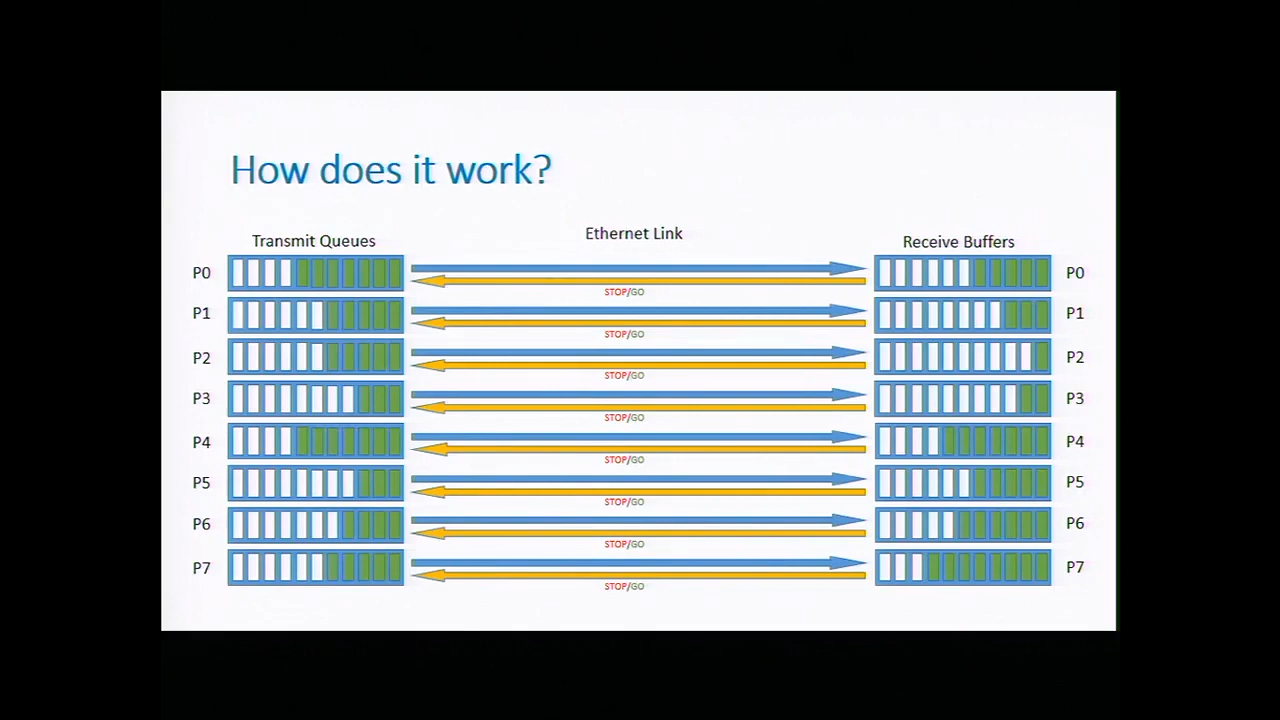 How does it work?
Transmit Queues
Ethernet Link
Receive Buffers
P0
STOP/GO
P0
P1
STOP/GO
P1
P2
STOP/GO
P2
P3
STOP/GO
P3
P4
STOP/GO
P4
P5
STOP/GO
P5
P6
STOP/GO
P6
P7
STOP/GO
P7